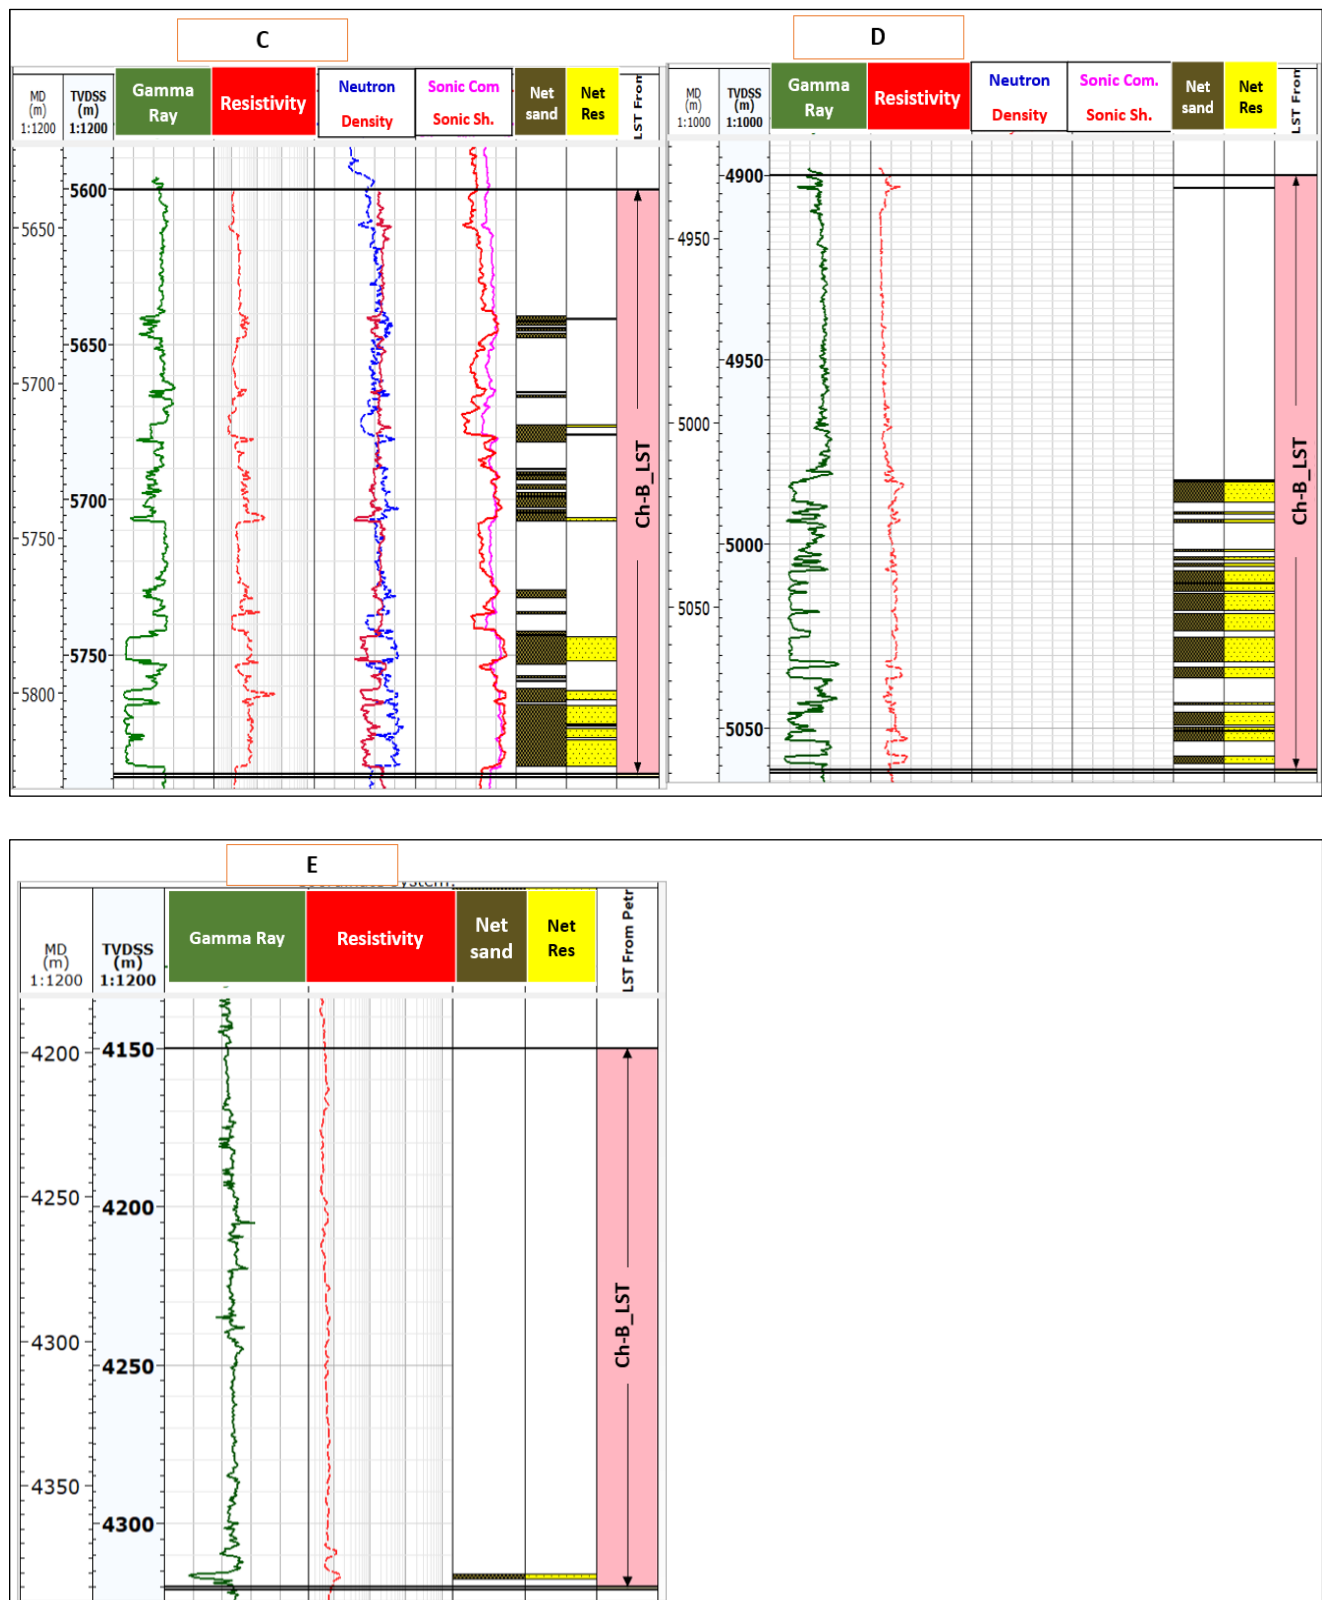 C
MD
(m)
1:1200
TVDSS
(m)
1:1200
Gamma
Ray
Resistivity
Neutron
Density
Sonic Com
Sonic Sh.
Net
sand
Net
Res
LST From
5600
5650
5650
5700
5700
5750
5750
5800
Ch-B_LST
D
MD
(m)
1:1000
TVDSS
(m)
1:1000
Gamma
Ray
Resistivity
Neutron
Density
Sonic Com.
Sonic Sh.
Net
sand
Net
Res
LST From
4900
4950
4950
5000
5000
5050
5050
Ch-B_LST
E
MD
(m)
1:1200
TVDSS
(m)
1:1200
Gamma Ray
Resistivity
Net
sand
Net
Res
LST From Petr
4150
4200
4200
4250
4300
4250
4350
4300
Ch-B_LST